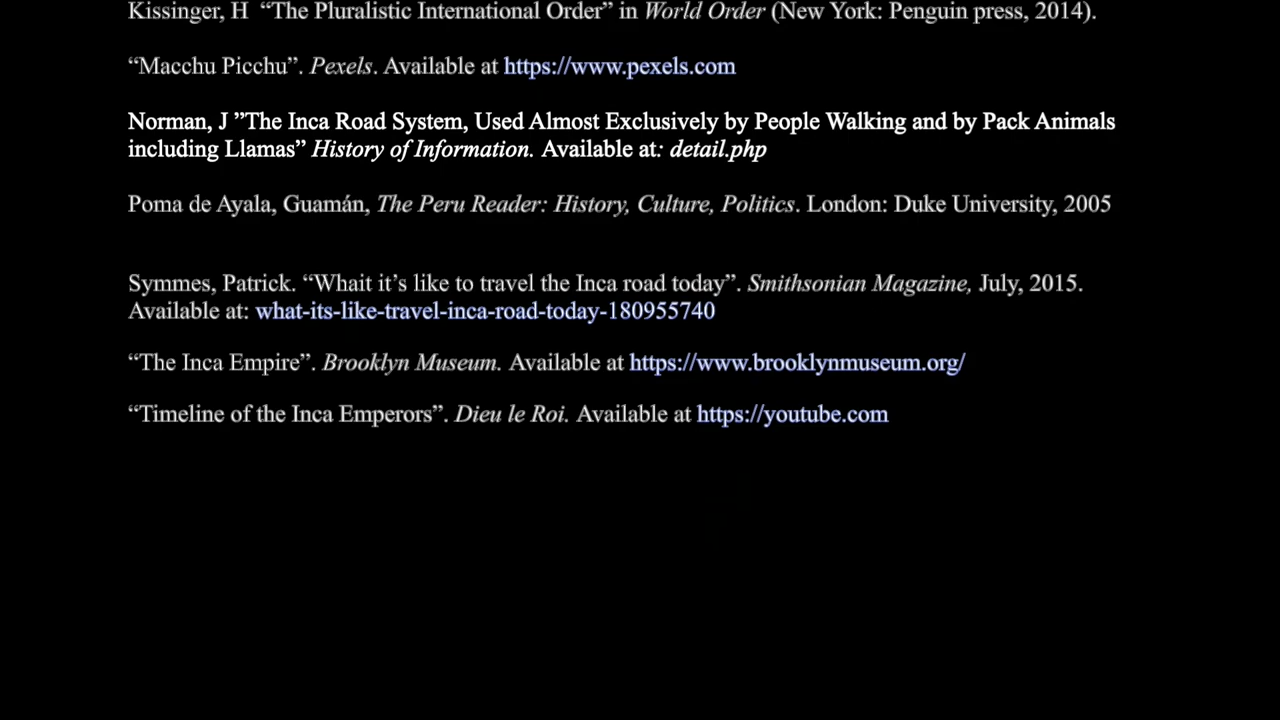 Kissinger, H  “The Pluralistic International Order” in World Order (New York: Penguin press, 2014).
“Macchu Picchu”. Pexels. Available at https://www.pexels.com
Norman, J ”The Inca Road System, Used Almost Exclusively by People Walking and by Pack Animals
including Llamas” History of Information. Available at: detail.php
Poma de Ayala, Guamán, The Peru Reader: History, Culture, Politics. London: Duke University, 2005
Symmes, Patrick. “Whait it’s like to travel the Inca road today”. Smithsonian Magazine, July, 2015.
Available at: what-its-like-travel-inca-road-today-180955740
“The Inca Empire”. Brooklyn Museum. Available at https://www.brooklynmuseum.org/
“Timeline of the Inca Emperors”. Dieu le Roi. Available at https://youtube.com